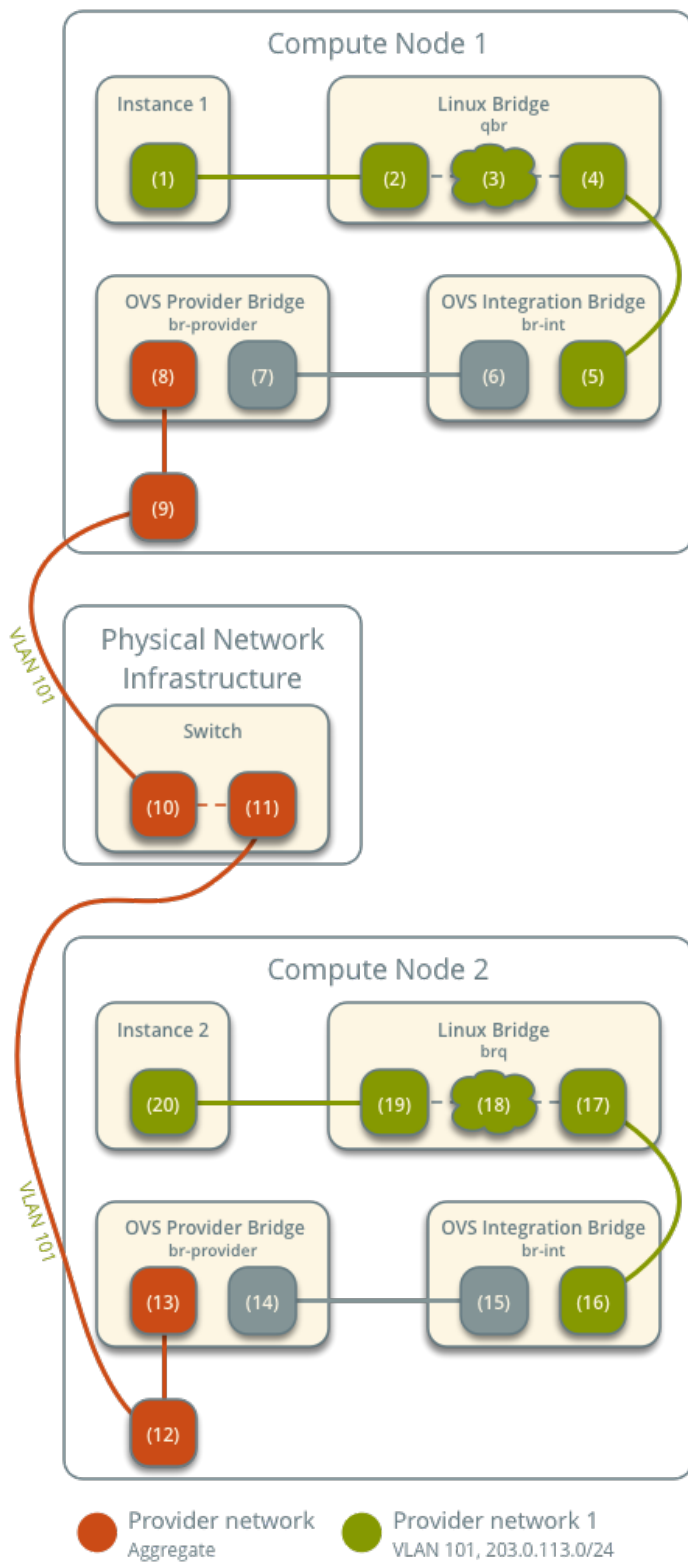 Compute Node 1
Instance 1
Linux Bridge
qbr
(1)
(2)
(3)
(4)
OVS Provider Bridge
br-provider
OVS Integration Bridge
br-int
(8)
(7)
(6)
(5)
(9)
VLAN 101
Physical Network
Infrastructure
Switch
(10)
(11)
Compute Node 2
Instance 2
Linux Bridge
brq
(20)
(19)
(18)
(17)
VLAN 101
OVS Provider Bridge
br-provider
OVS Integration Bridge
br-int
(13)
(14)
(15)
(16)
(12)
Provider network
Aggregate
Provider network 1
VLAN 101, 203.0.113.0/24